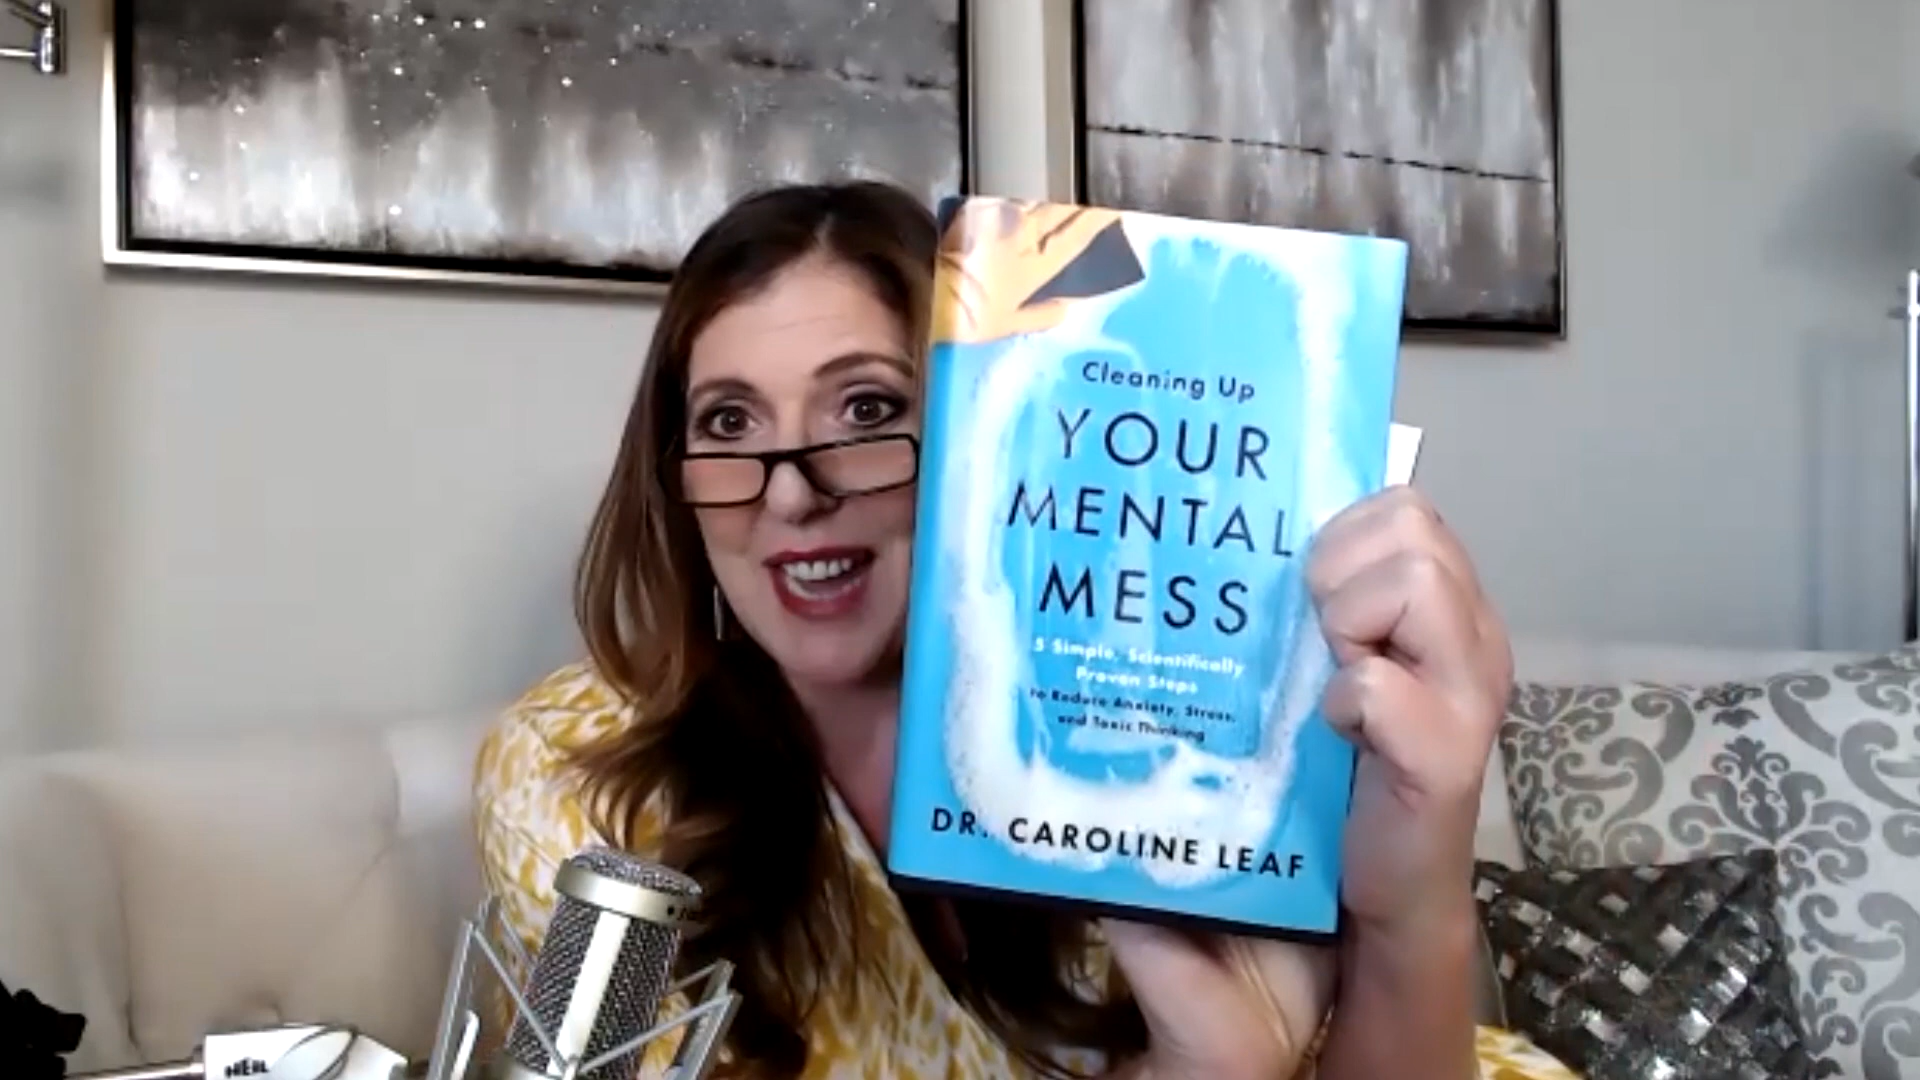 Cleaning Up
YOUR
MENTAL
MESS
5 Simple, Scientifically
Proven Steps
to Reduce Anxiety, Stress,
and Toxic Thinking
DR. CAROLINE LEAF
HEIL